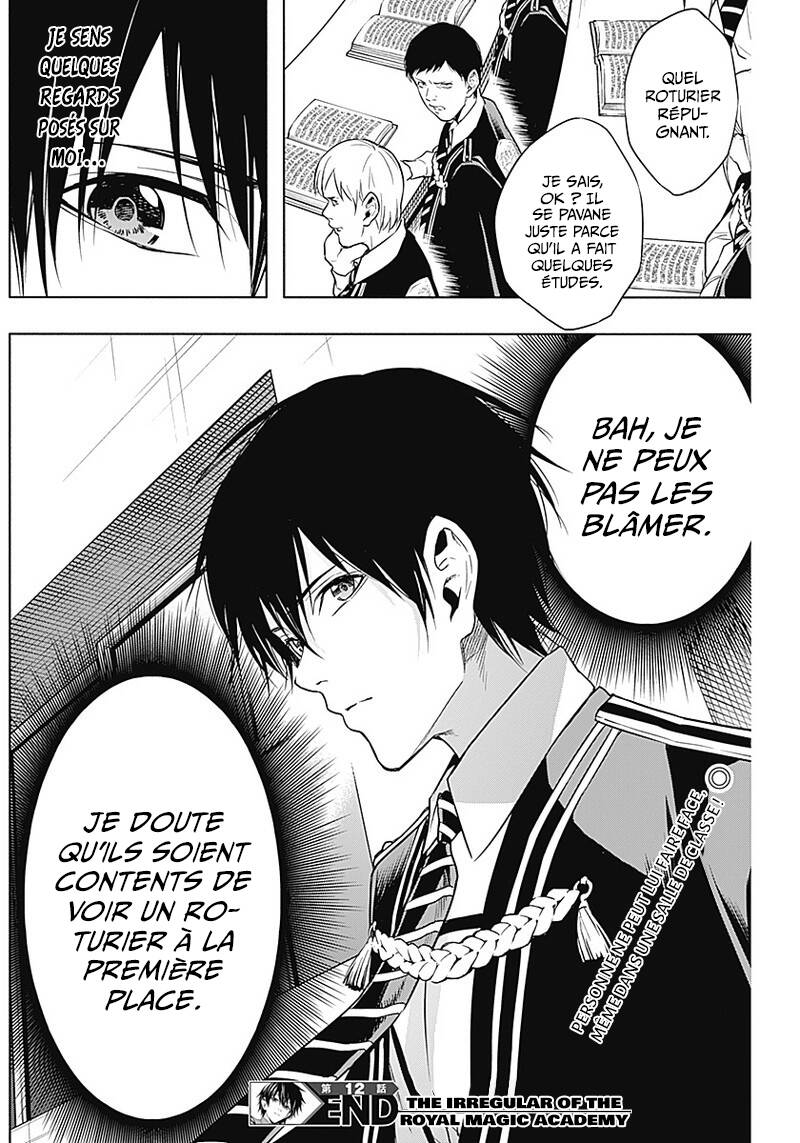 QUEL
ROTURIER
RÉPU-
GNANT.
JE SAIS,
OK ? IL
SE PAVANE
JUSTE PARCE
QU'IL A FAIT
QUELQUES
ÉTUDES.
JE SENS
QUELQUES
REGARDS
POSÉS SUR
MOI...
BAH, JE
NE PEUX
PAS LES
BLÂMER.
JE DOUTE
QU'ILS SOIENT
CONTENTS DE
VOIR UN RO-
TURIER À LA
PREMIÈRE
PLACE.
PERSONNE NE PEUT LUI FAIRE FACE,
MÊME DANS UNE SALLE DE CLASSE !
第12話
END
THE IRREGULAR OF THE
ROYAL MAGIC ACADEMY